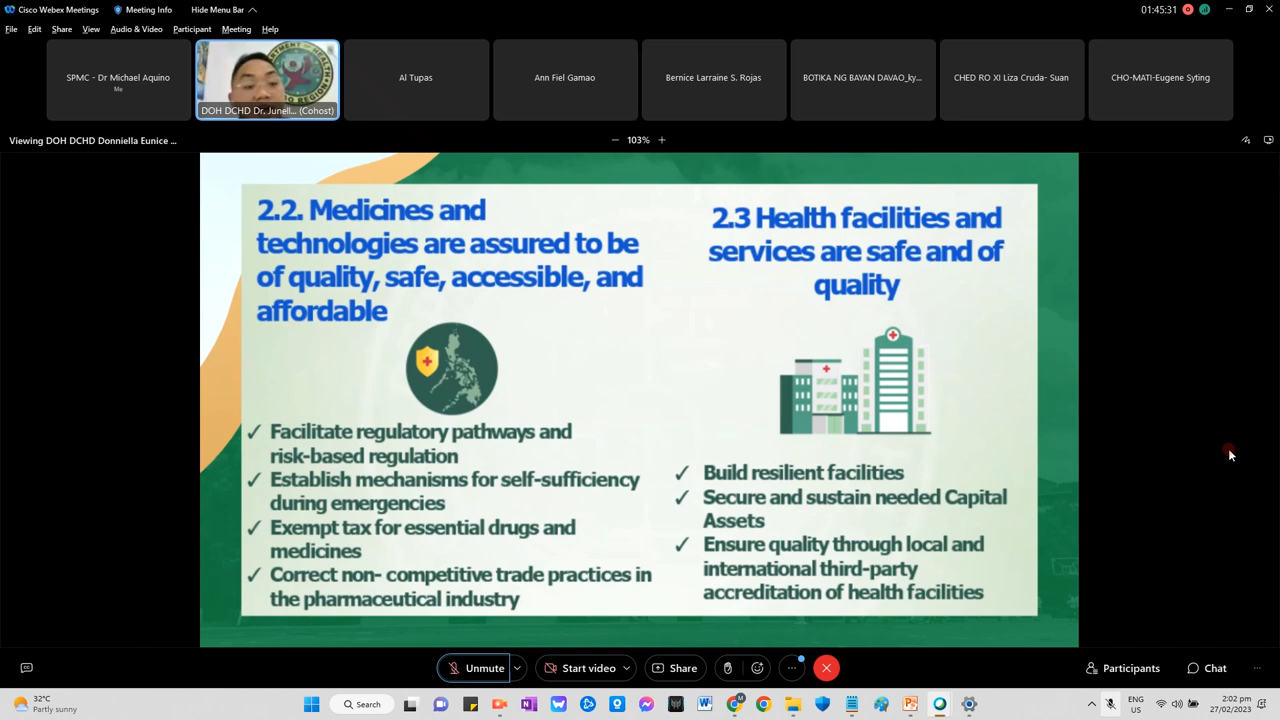 Cisco Webex Meetings
Meeting Info
Hide Menu Bar
01:45:31
File Edit Share View Audio & Video Participant Meeting Help
SPMC - Dr Michael Aquino
Me
DOH DCHD Dr. Junell... (Cohost)
Al Tupas
Ann Fiel Gamao
Bernice Larraine S. Rojas
BOTIKA NG BAYAN DAVAO_ky...
CHED RO XI Liza Cruda- Suan
CHO-MATI-Eugene Syting
Viewing DOH DCHD Donniella Eunice ...
103%
2.2. Medicines and
technologies are assured to be
of quality, safe, accessible, and
affordable
✓ Facilitate regulatory pathways and
risk-based regulation
✓ Establish mechanisms for self-sufficiency
during emergencies
✓ Exempt tax for essential drugs and
medicines
✓ Correct non- competitive trade practices in
the pharmaceutical industry
2.3 Health facilities and
services are safe and of
quality
✓ Build resilient facilities
✓ Secure and sustain needed Capital
Assets
✓ Ensure quality through local and
international third-party
accreditation of health facilities
Unmute
Start video
Share
Participants
Chat
32°C
Partly sunny
Search
ENG
US
2:02 pm
27/02/2023